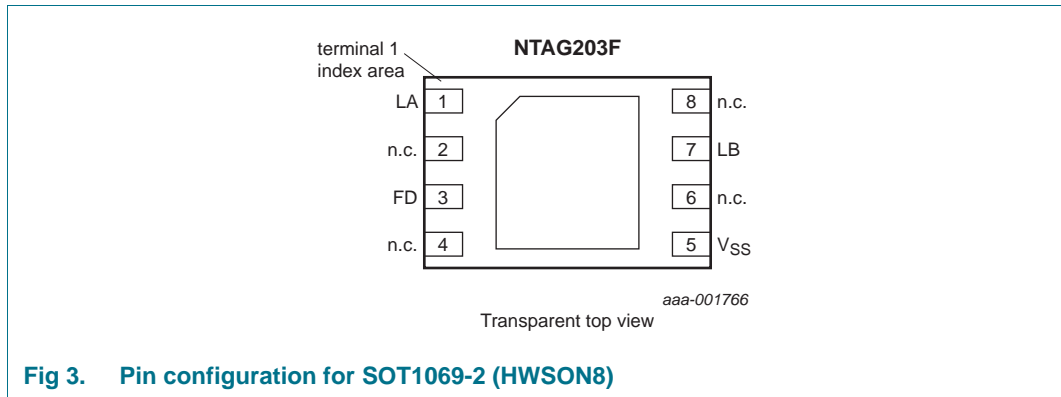 NTAG203F
terminal 1
index area
LA 1
n.c. 2
FD 3
n.c. 4
8 n.c.
7 LB
6 n.c.
5 VSS
aaa-001766
Transparent top view
Fig 3. Pin configuration for SOT1069-2 (HWSON8)